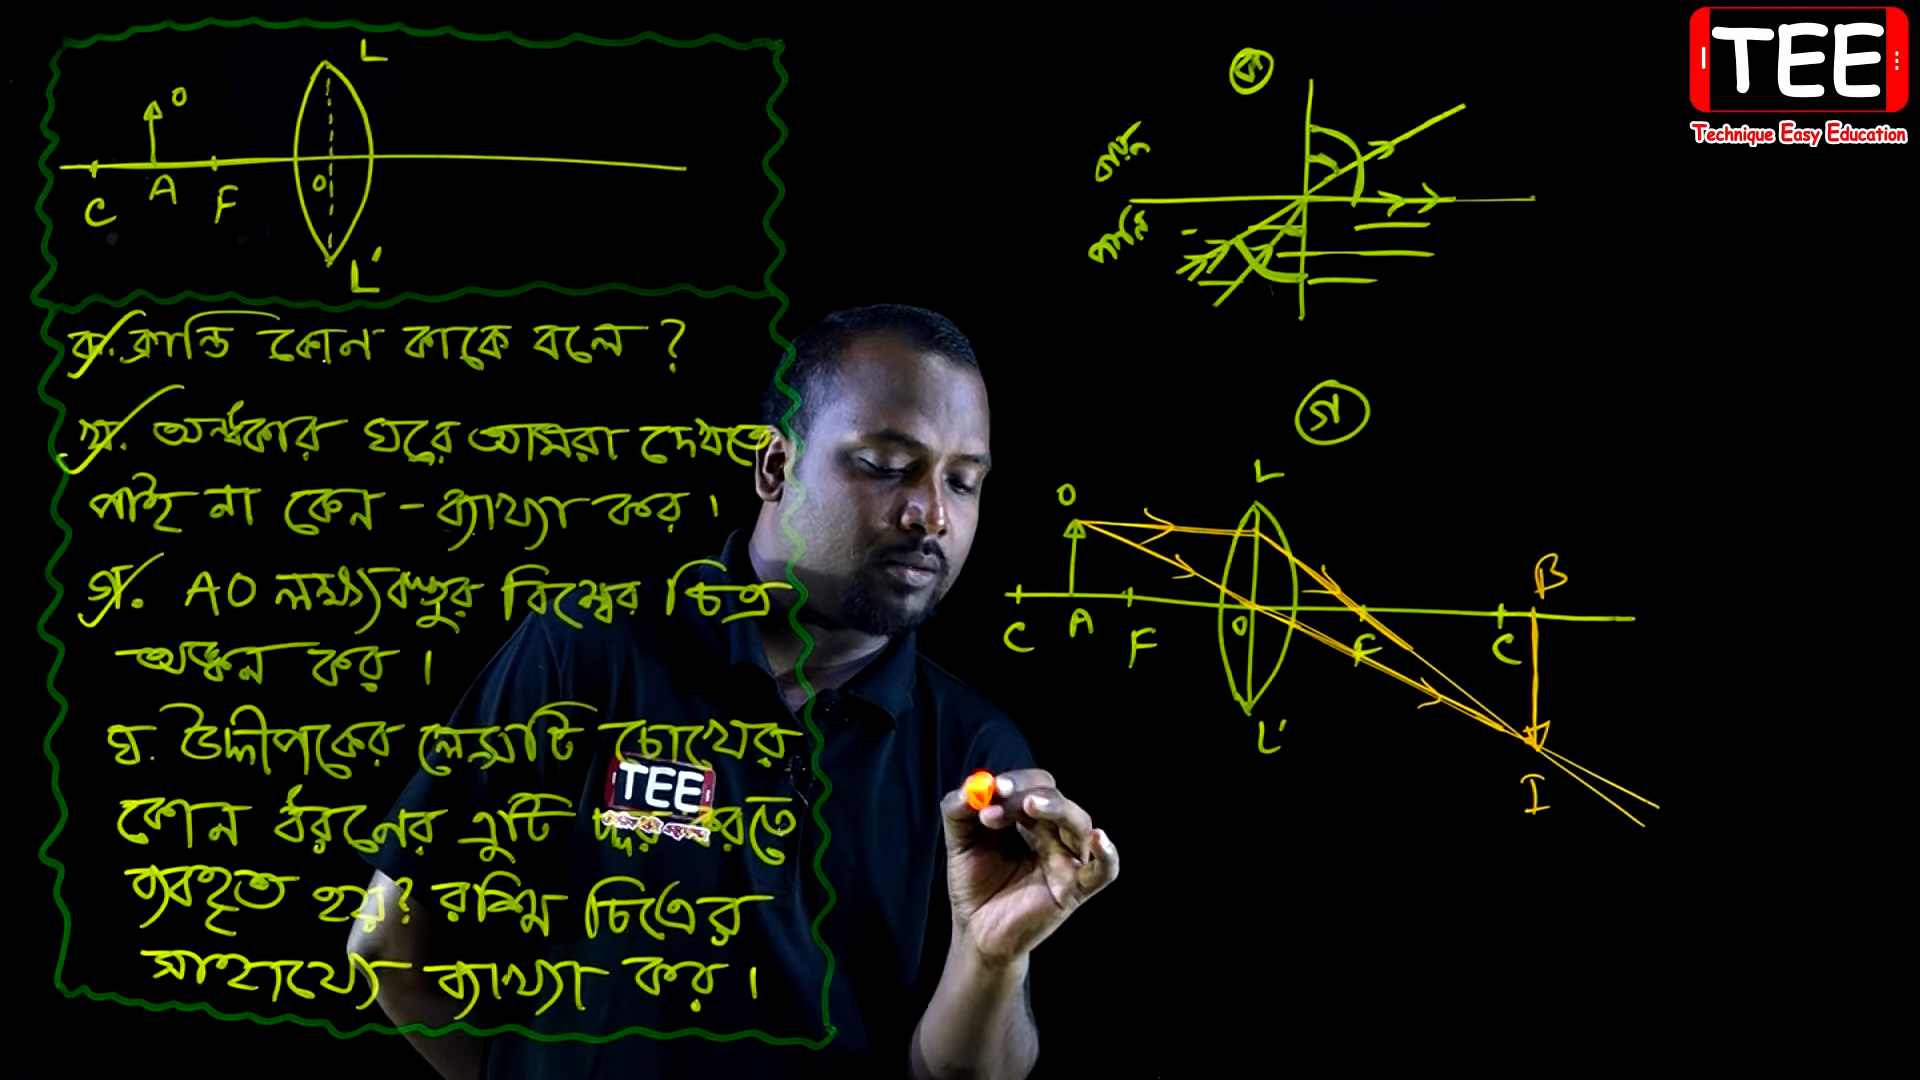 L
O
C A F O
L'
ক. ক্রান্তি কোন কাকে বলে ?
খ. অন্ধকার ঘরে আমরা দেখতে
পাই না কেন - ব্যাখ্যা কর।
গ. AO লক্ষ্যবস্তুর বিম্বের চিত্র
অঙ্কন কর।
ঘ. উদ্দীপকের লেন্সটি চোখের
কোন ধরনের ত্রুটি দূর করতে
ব্যবহৃত হয়? রশ্মি চিত্রের
সাহায্যে ব্যাখ্যা কর।
TEE
ক
বায়ু
পানি
গ
L
O
B
C A F O F C
L'
I
TEE
Technique Easy Education